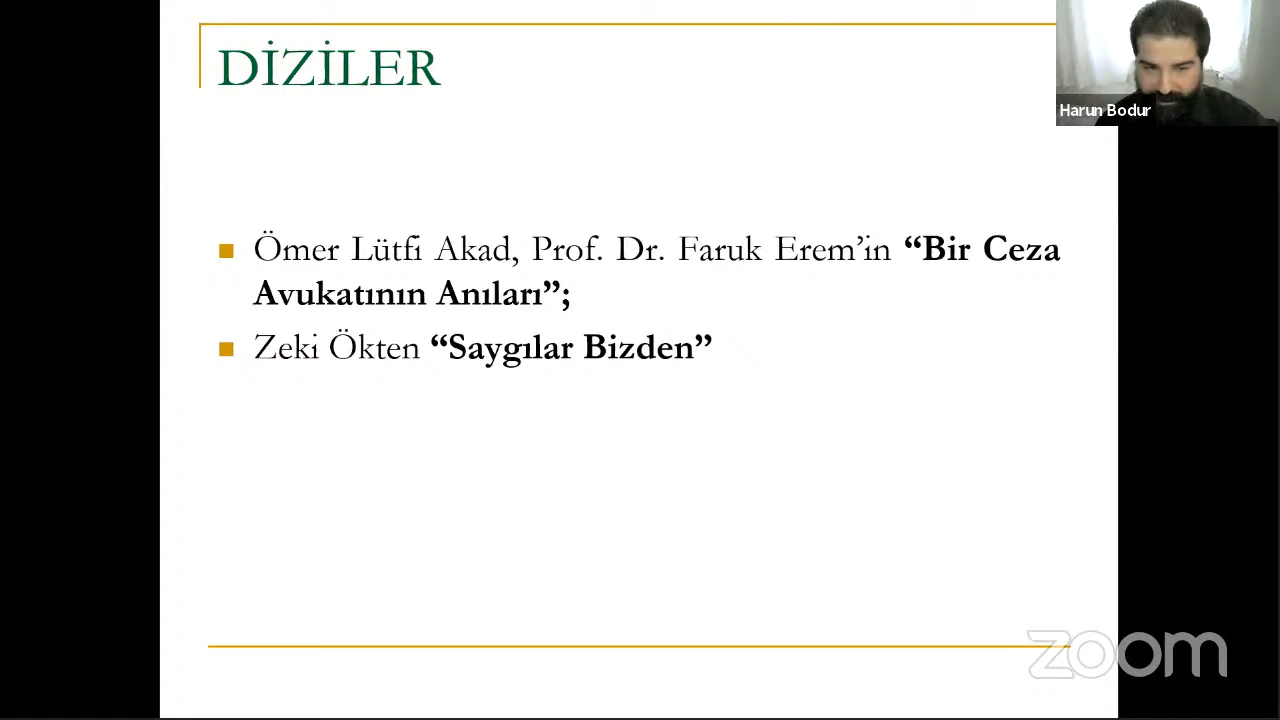 DİZİLER
Harun Bodur
Ömer Lütfi Akad, Prof. Dr. Faruk Erem’in “Bir Ceza
Avukatının Anıları”;
Zeki Ökten “Saygılar Bizden”
zoom